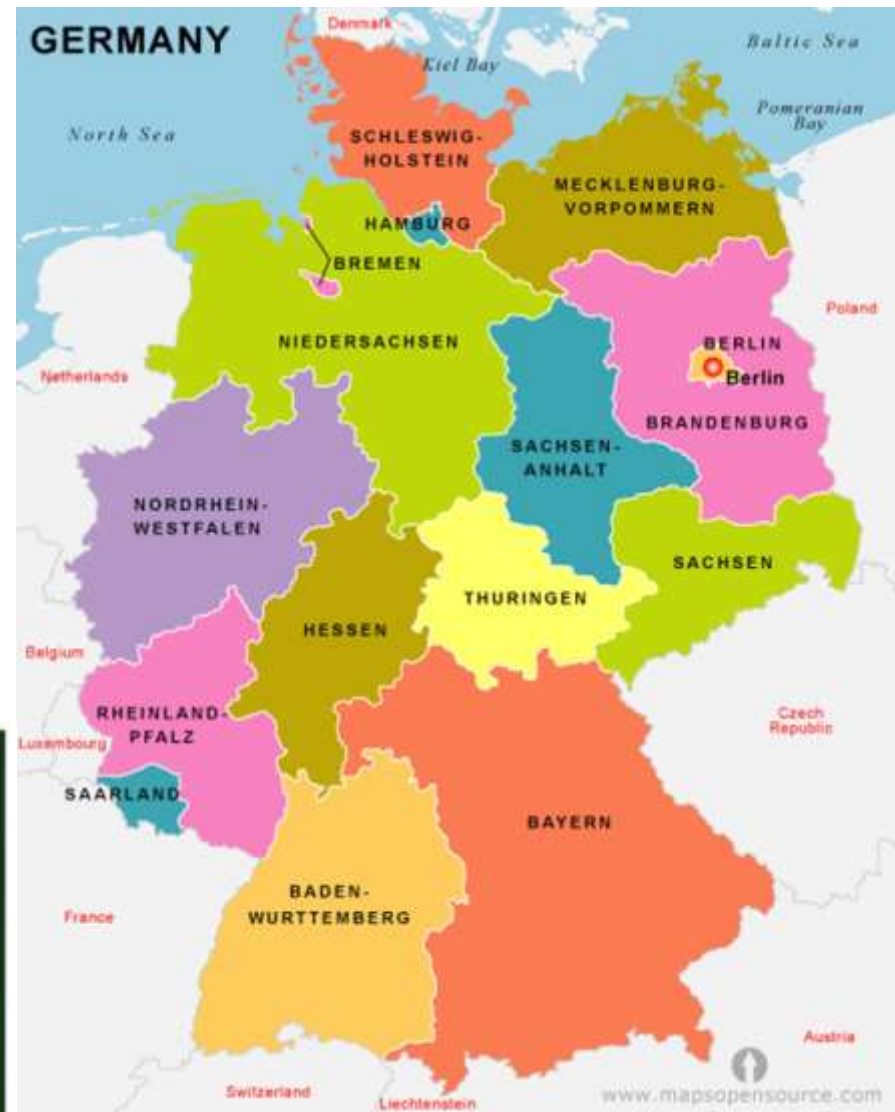 GERMANY
Denmark
Kiel Bay
Baltic Sea
Pomeranian
Bay
North Sea
SCHLESWIG-
HOLSTEIN
MECKLENBURG-
VORPOMMERN
HAMBURG
BREMEN
Poland
NIEDERSACHSEN
BERLIN
Berlin
Netherlands
BRANDENBURG
SACHSEN-
ANHALT
NORDRHEIN-
WESTFALEN
SACHSEN
THURINGEN
HESSEN
Belgium
RHEINLAND-
PFALZ
Czech
Republic
Luxembourg
SAARLAND
BAYERN
BADEN-
WURTTEMBERG
France
Austria
Switzerland
Liechtenstein
www.mapsopensource.com